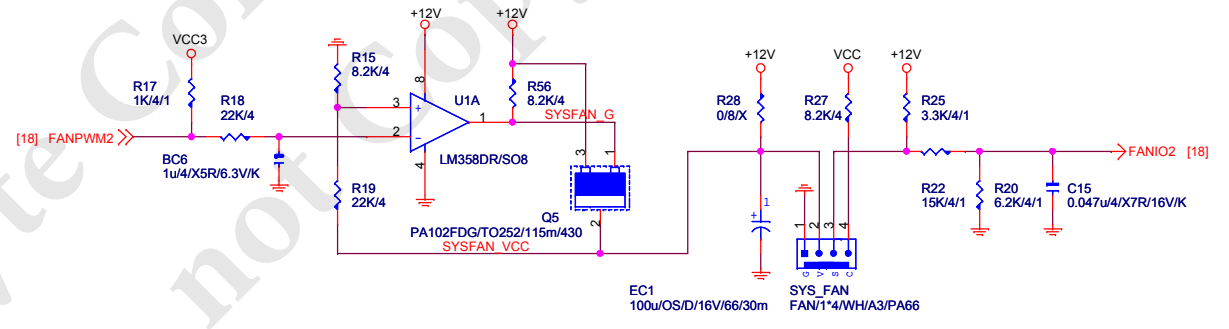 +12V
+12V
VCC3
R17
1K/4/1
R18
22K/4
[18] FANPWM2
BC6
1u/4/X5R/6.3V/K
R15
8.2K/4
8
3
+
2
-
1
4
U1A
LM358DR/SO8
R19
22K/4
R56
8.2K/4
SYSFAN_G
3
1
2
Q5
PA102FDG/TO252/115m/430
SYSFAN_VCC
+12V
VCC
+12V
R28
0/8/X
R27
8.2K/4
R25
3.3K/4/1
FANIO2 [18]
R22
15K/4/1
R20
6.2K/4/1
C15
0.047u/4/X7R/16V/K
+
1
EC1
100u/OS/D/16V/66/30m
1
2
3
4
G
V
S
C
SYS_FAN
FAN/1*4/WH/A3/PA66
not Cop
te Co